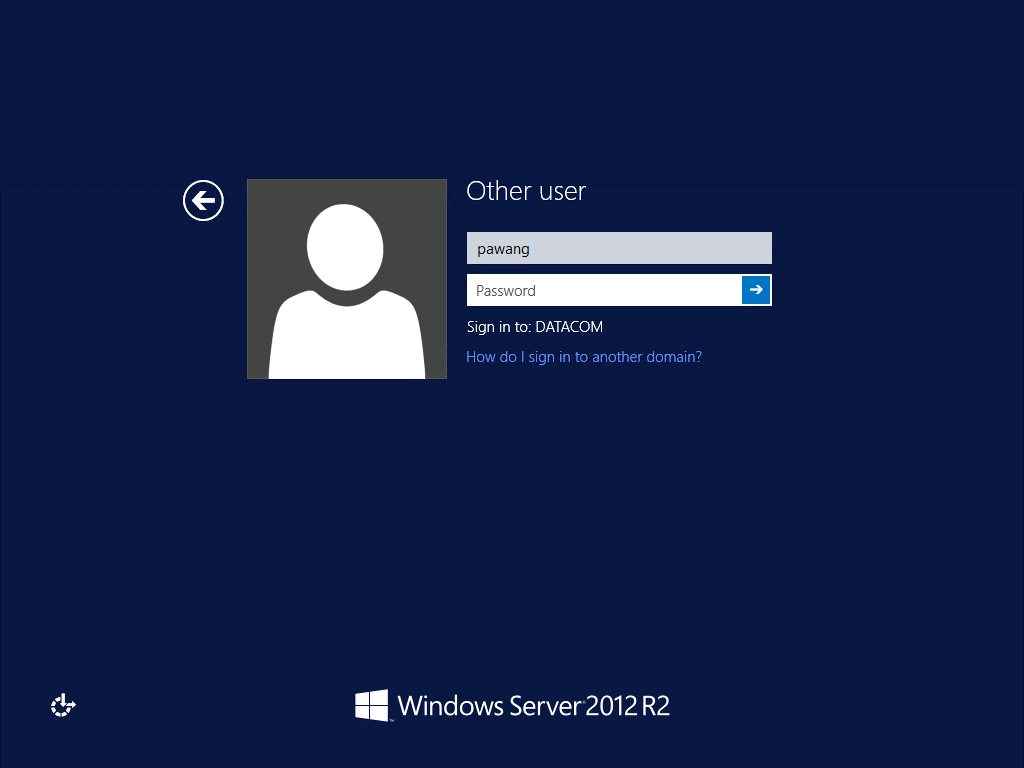 Other user
pawang
Password
Sign in to: DATACOM
How do I sign in to another domain?
Windows Server 2012 R2